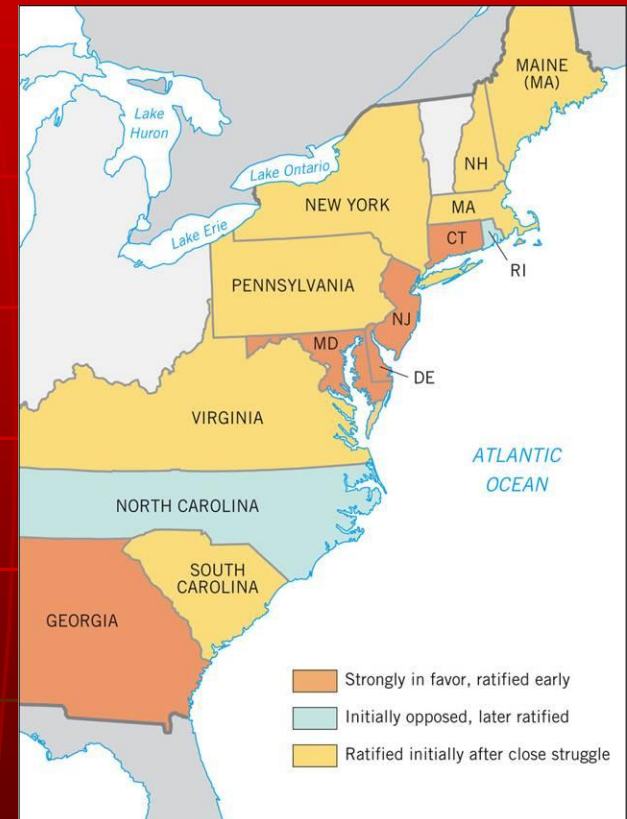 MAINE
(MA)
Lake
Huron
Lake Ontario
NH
NEW YORK
MA
Lake Erie
CT
RI
PENNSYLVANIA
NJ
MD
DE
VIRGINIA
ATLANTIC
OCEAN
NORTH CAROLINA
SOUTH
CAROLINA
GEORGIA
Strongly in favor, ratified early
Initially opposed, later ratified
Ratified initially after close struggle